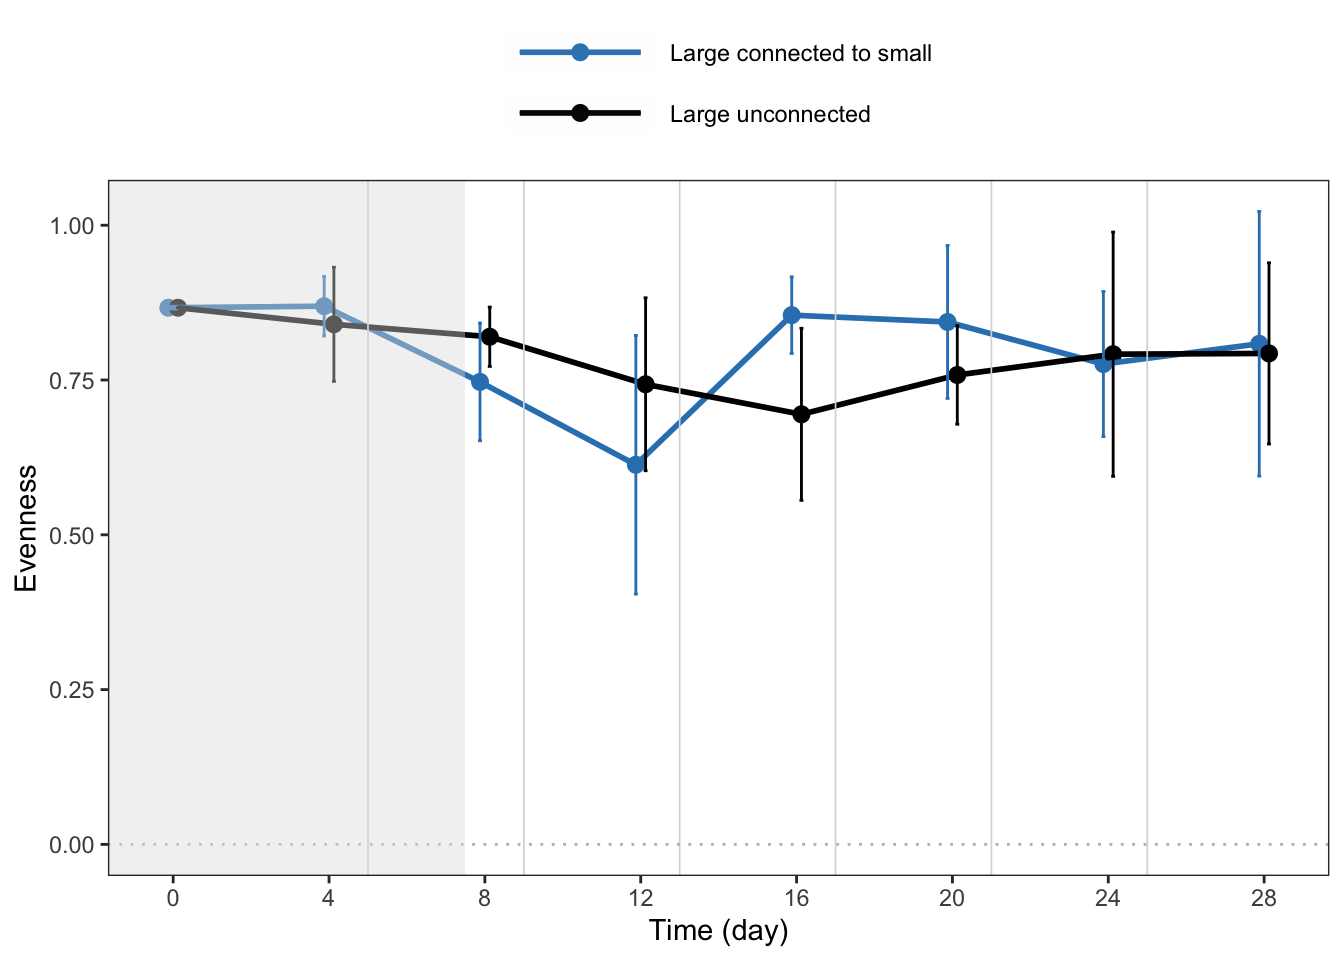 Large connected to small
Large unconnected
1.00
0.75
0.50
0.25
0.00
Evenness
0 4 8 12 16 20 24 28
Time (day)